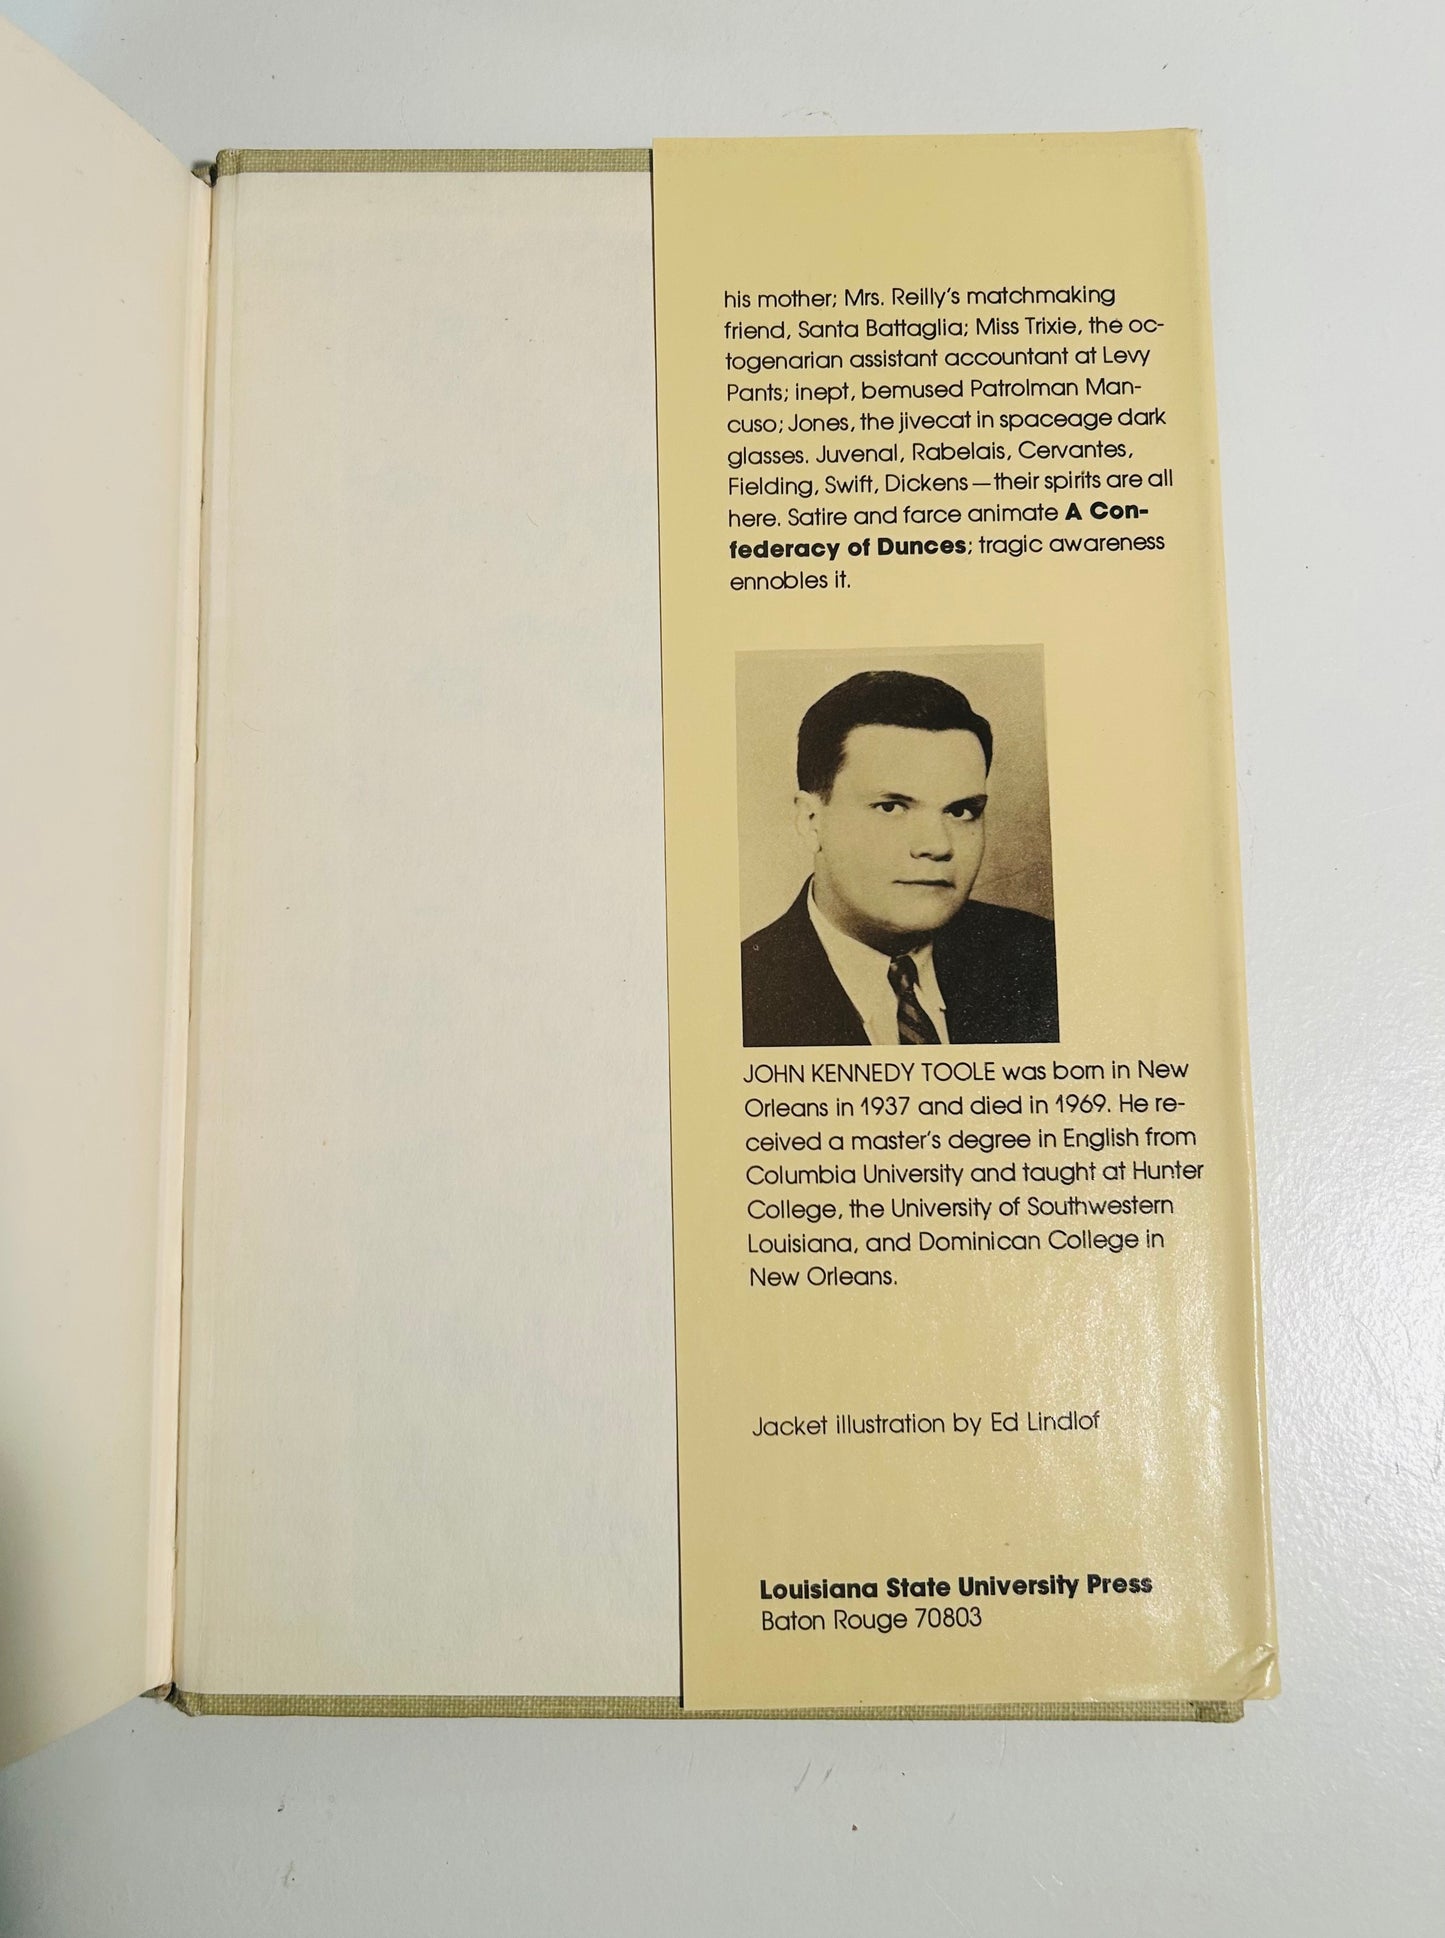 his mother; Mrs. Reilly's matchmaking
friend, Santa Battaglia; Miss Trixie, the oc-
togenarian assistant accountant at Levy
Pants; inept, bemused Patrolman Man-
cuso; Jones, the jivecat in spaceage dark
glasses. Juvenal, Rabelais, Cervantes,
Fielding, Swift, Dickens—their spirits are all
here. Satire and farce animate A Con-
federacy of Dunces; tragic awareness
ennobles it.
JOHN KENNEDY TOOLE was born in New
Orleans in 1937 and died in 1969. He re-
ceived a master's degree in English from
Columbia University and taught at Hunter
College, the University of Southwestern
Louisiana, and Dominican College in
New Orleans.
Jacket illustration by Ed Lindlof
Louisiana State University Press
Baton Rouge 70803